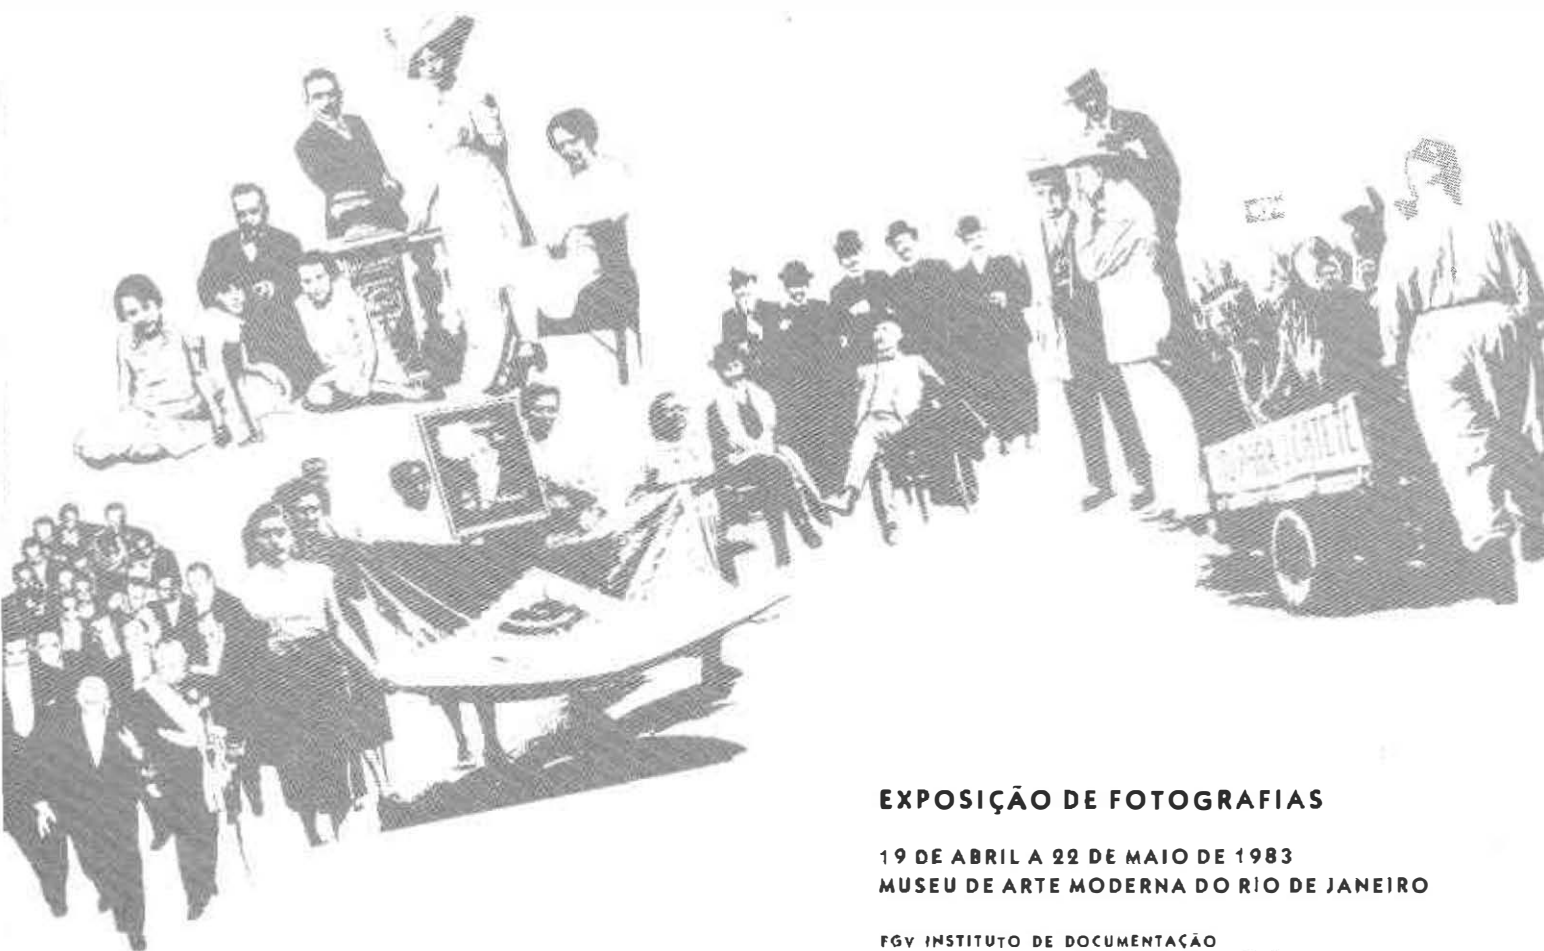 EXPOSIÇÃO DE FOTOGRAFIAS
19 DE ABRIL A 22 DE MAIO DE 1983
MUSEU DE ARTE MODERNA DO RIO DE JANEIRO
FGV INSTITUTO DE DOCUMENTAÇÃO